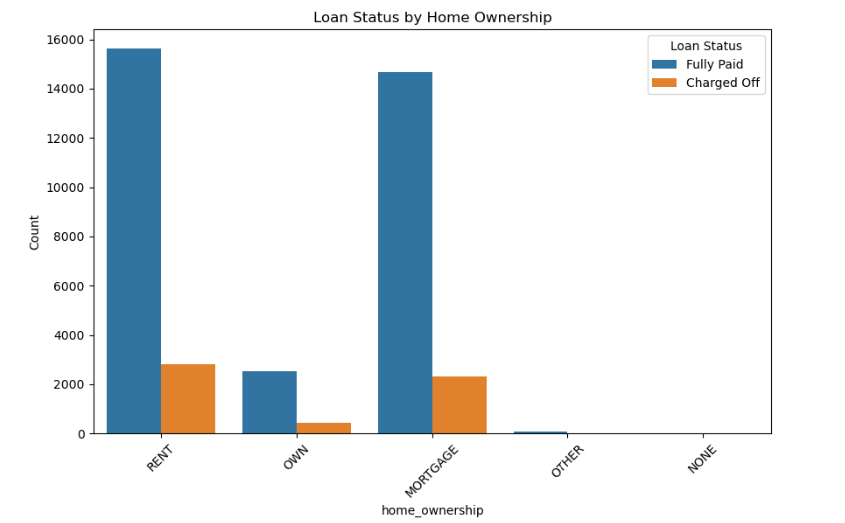 Loan Status by Home Ownership
Loan Status
Fully Paid
Charged Off
Count
16000
14000
12000
10000
8000
6000
4000
2000
0
RENT
OWN
MORTGAGE
OTHER
NONE
home_ownership